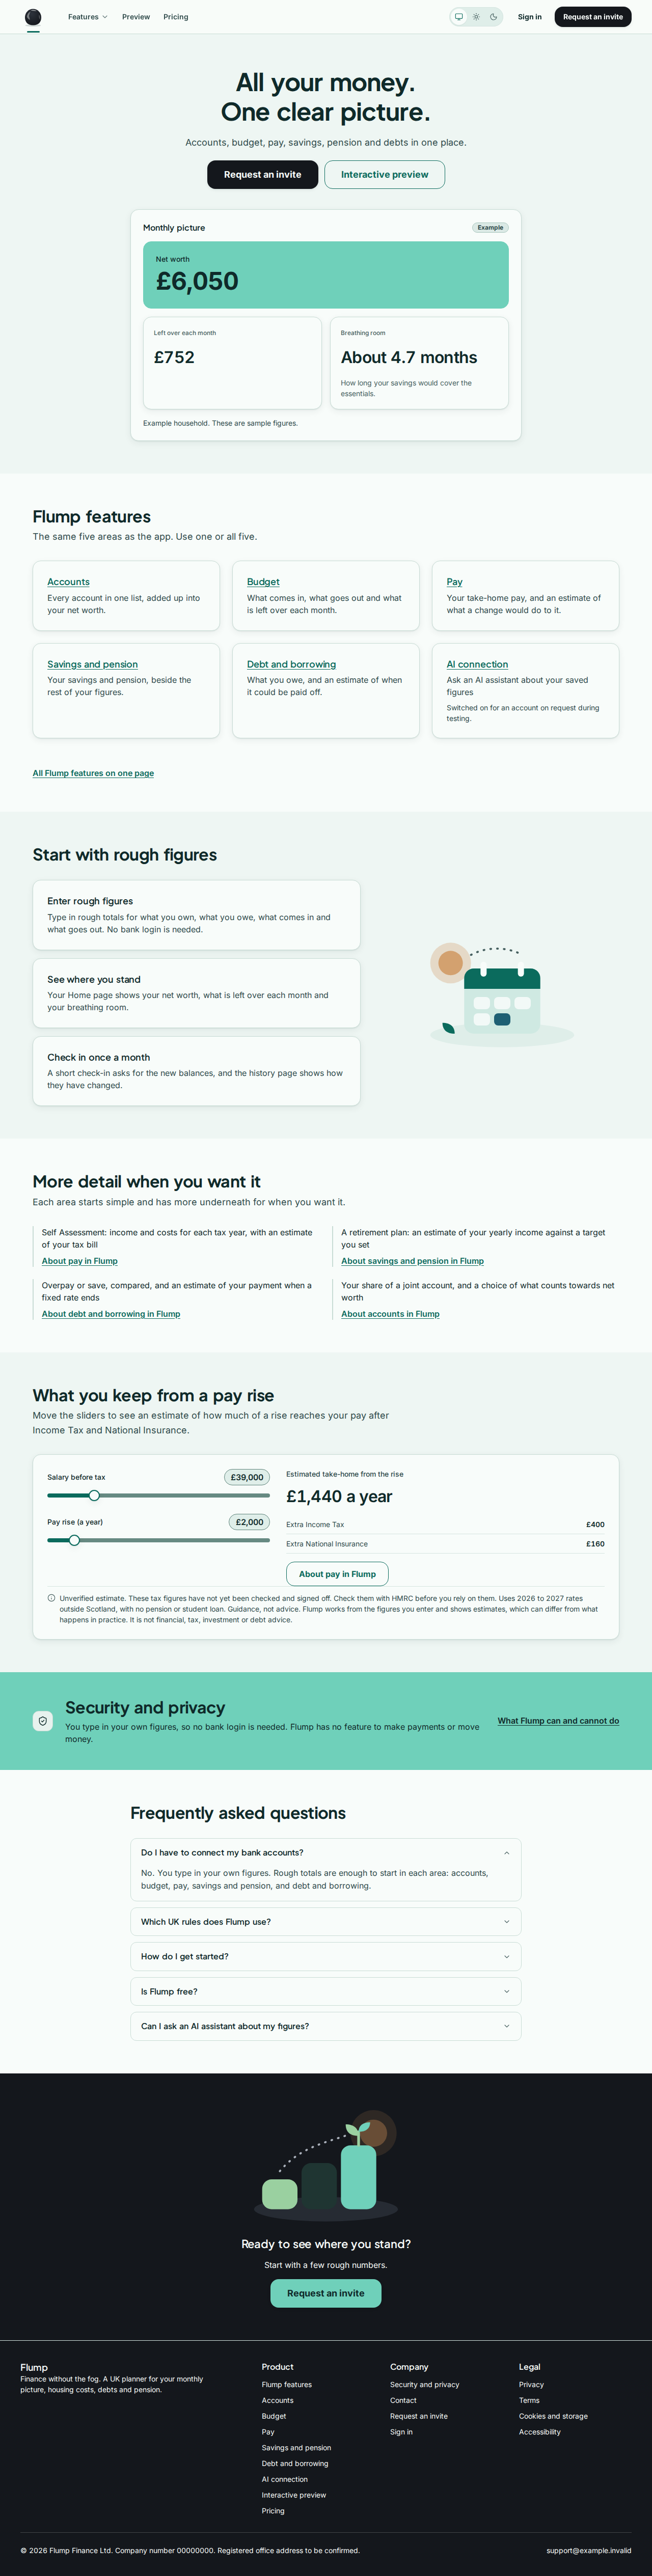 Features
Preview
Pricing
Sign in
Request an invite
All your money.
One clear picture.
Accounts, budget, pay, savings, pension and debts in one place.
Request an invite
Interactive preview
Monthly picture
Example
Net worth
£6,050
Left over each month
£752
Breathing room
About 4.7 months
How long your savings would cover the
essentials.
Example household. These are sample figures.
Flump features
The same five areas as the app. Use one or all five.
Accounts
Every account in one list, added up into
your net worth.
Budget
What comes in, what goes out and what
is left over each month.
Pay
Your take-home pay, and an estimate of
what a change would do to it.
Savings and pension
Your savings and pension, beside the
rest of your figures.
Debt and borrowing
What you owe, and an estimate of when
it could be paid off.
AI connection
Ask an AI assistant about your saved
figures
Switched on for an account on request during
testing.
All Flump features on one page
Start with rough figures
Enter rough figures
Type in rough totals for what you own, what you owe, what comes in and
what goes out. No bank login is needed.
See where you stand
Your Home page shows your net worth, what is left over each month and
your breathing room.
Check in once a month
A short check-in asks for the new balances, and the history page shows how
they have changed.
More detail when you want it
Each area starts simple and has more underneath for when you want it.
Self Assessment: income and costs for each tax year, with an estimate
of your tax bill
About pay in Flump
A retirement plan: an estimate of your yearly income against a target
you set
About savings and pension in Flump
Overpay or save, compared, and an estimate of your payment when a
fixed rate ends
About debt and borrowing in Flump
Your share of a joint account, and a choice of what counts towards net
worth
About accounts in Flump
What you keep from a pay rise
Move the sliders to see an estimate of how much of a rise reaches your pay after
Income Tax and National Insurance.
Salary before tax
£39,000
Pay rise (a year)
£2,000
Estimated take-home from the rise
£1,440 a year
Extra Income Tax
£400
Extra National Insurance
£160
About pay in Flump
Unverified estimate. These tax figures have not yet been checked and signed off. Check them with HMRC before you rely on them. Uses 2026 to 2027 rates
outside Scotland, with no pension or student loan. Guidance, not advice. Flump works from the figures you enter and shows estimates, which can differ from what
happens in practice. It is not financial, tax, investment or debt advice.
Security and privacy
You type in your own figures, so no bank login is needed. Flump has no feature to make payments or move
money.
What Flump can and cannot do
Frequently asked questions
Do I have to connect my bank accounts?
No. You type in your own figures. Rough totals are enough to start in each area: accounts,
budget, pay, savings and pension, and debt and borrowing.
Which UK rules does Flump use?
How do I get started?
Is Flump free?
Can I ask an AI assistant about my figures?
Ready to see where you stand?
Start with a few rough numbers.
Request an invite
Flump
Finance without the fog. A UK planner for your monthly
picture, housing costs, debts and pension.
Product
Flump features
Accounts
Budget
Pay
Savings and pension
Debt and borrowing
AI connection
Interactive preview
Pricing
Company
Security and privacy
Contact
Request an invite
Sign in
Legal
Privacy
Terms
Cookies and storage
Accessibility
© 2026 Flump Finance Ltd. Company number 00000000. Registered office address to be confirmed.
support@example.invalid